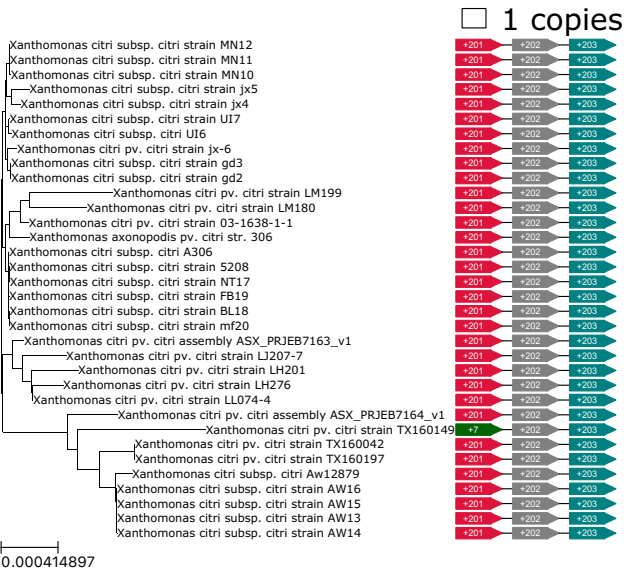 1 copies
Xanthomonas citri subsp. citri strain MN12 +201 +202 +203
Xanthomonas citri subsp. citri strain MN11 +201 +202 +203
Xanthomonas citri subsp. citri strain MN10 +201 +202 +203
Xanthomonas citri subsp. citri strain jx5 +201 +202 +203
Xanthomonas citri subsp. citri strain jx4 +201 +202 +203
Xanthomonas citri subsp. citri strain UI7 +201 +202 +203
Xanthomonas citri subsp. citri UI6 +201 +202 +203
Xanthomonas citri pv. citri strain jx-6 +201 +202 +203
Xanthomonas citri subsp. citri strain gd3 +201 +202 +203
Xanthomonas citri subsp. citri strain gd2 +201 +202 +203
Xanthomonas citri pv. citri strain LM199 +201 +202 +203
Xanthomonas citri pv. citri strain LM180 +201 +202 +203
Xanthomonas citri pv. citri strain 03-1638-1-1 +201 +202 +203
Xanthomonas axonopodis pv. citri str. 306 +201 +202 +203
Xanthomonas citri subsp. citri A306 +201 +202 +203
Xanthomonas citri subsp. citri strain 5208 +201 +202 +203
Xanthomonas citri subsp. citri strain NT17 +201 +202 +203
Xanthomonas citri subsp. citri strain FB19 +201 +202 +203
Xanthomonas citri subsp. citri strain BL18 +201 +202 +203
Xanthomonas citri subsp. citri strain mf20 +201 +202 +203
Xanthomonas citri pv. citri assembly ASX_PRJEB7163_v1 +201 +202 +203
Xanthomonas citri pv. citri strain LJ207-7 +201 +202 +203
Xanthomonas citri pv. citri strain LH201 +201 +202 +203
Xanthomonas citri pv. citri strain LH276 +201 +202 +203
Xanthomonas citri pv. citri strain LL074-4 +201 +202 +203
Xanthomonas citri pv. citri assembly ASX_PRJEB7164_v1 +201 +202 +203
Xanthomonas citri pv. citri strain TX160149 +7 +202 +203
Xanthomonas citri pv. citri strain TX160042 +201 +202 +203
Xanthomonas citri pv. citri strain TX160197 +201 +202 +203
Xanthomonas citri subsp. citri Aw12879 +201 +202 +203
Xanthomonas citri subsp. citri strain AW16 +201 +202 +203
Xanthomonas citri subsp. citri strain AW15 +201 +202 +203
Xanthomonas citri subsp. citri strain AW13 +201 +202 +203
Xanthomonas citri subsp. citri strain AW14 +201 +202 +203
0.000414897